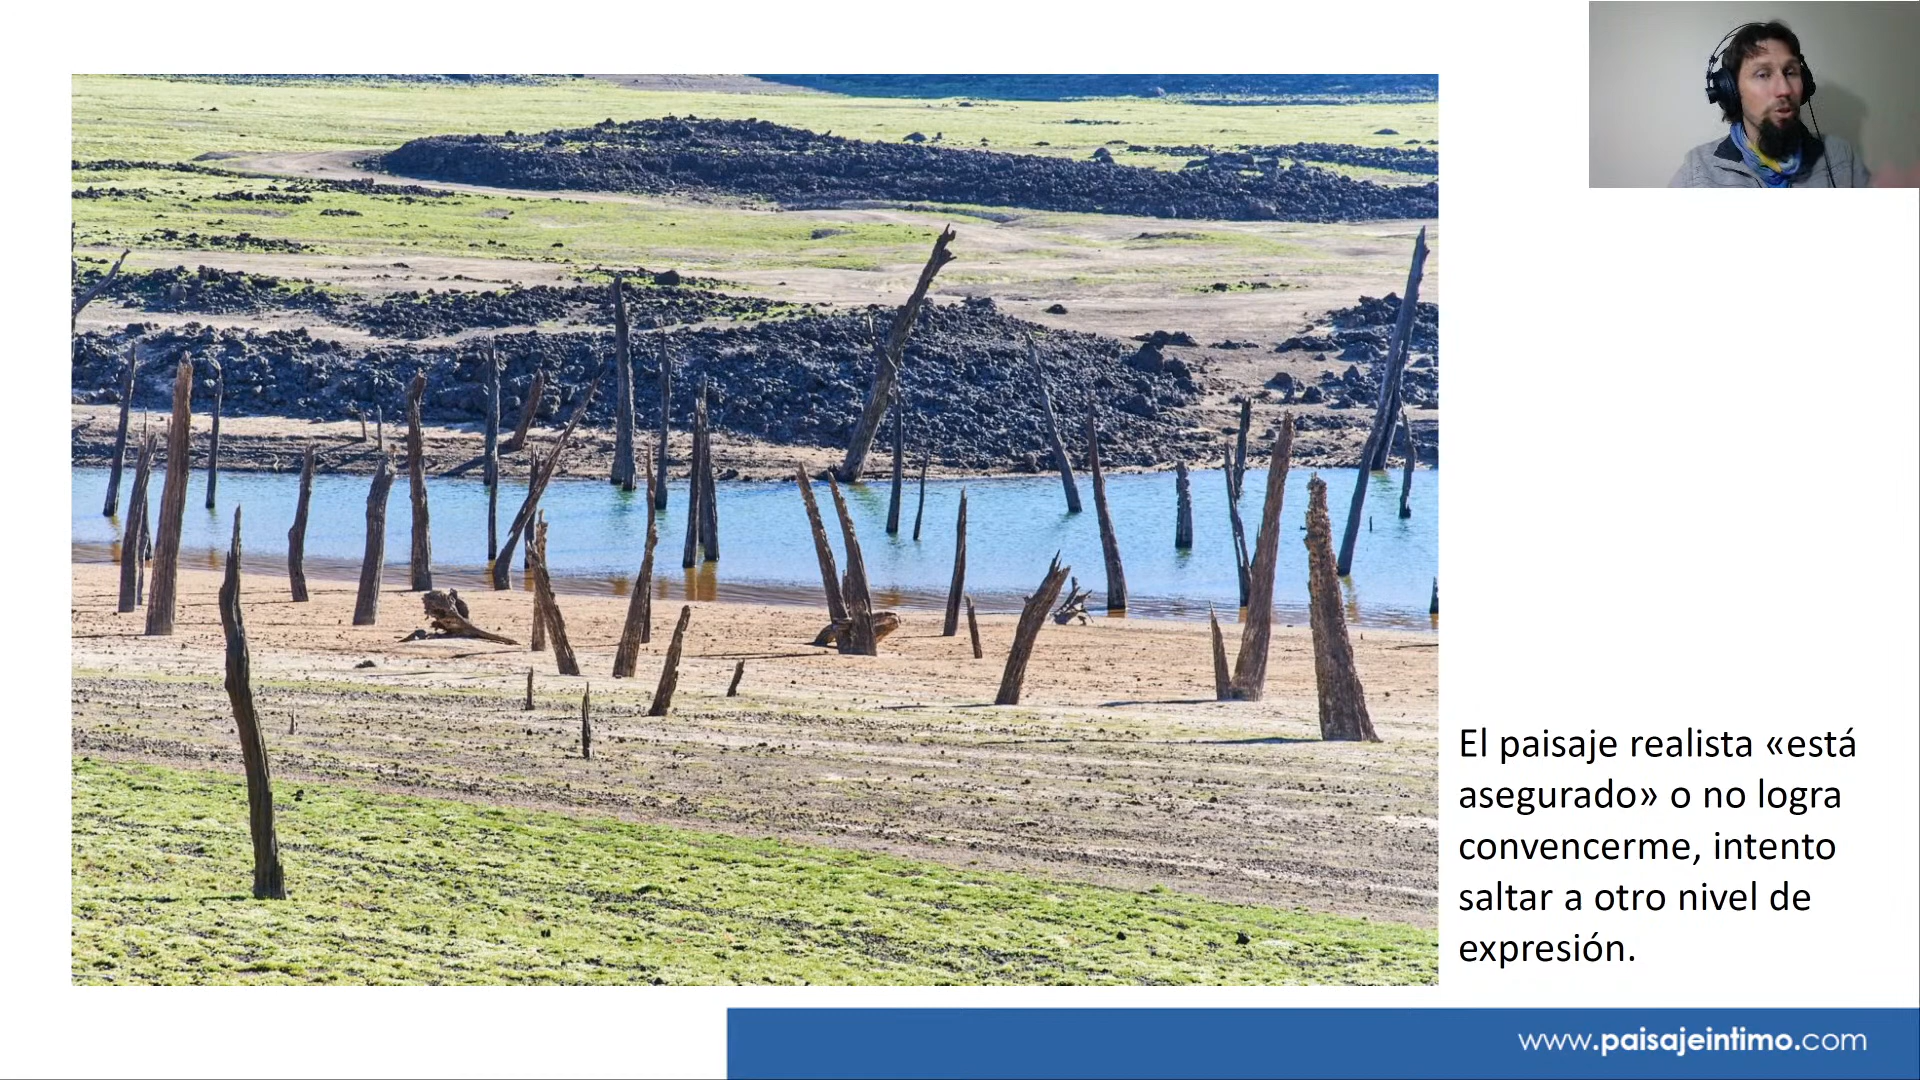 El paisaje realista «está
asegurado» o no logra
convencerme, intento
saltar a otro nivel de
expresión.
www.paisajeintimo.com